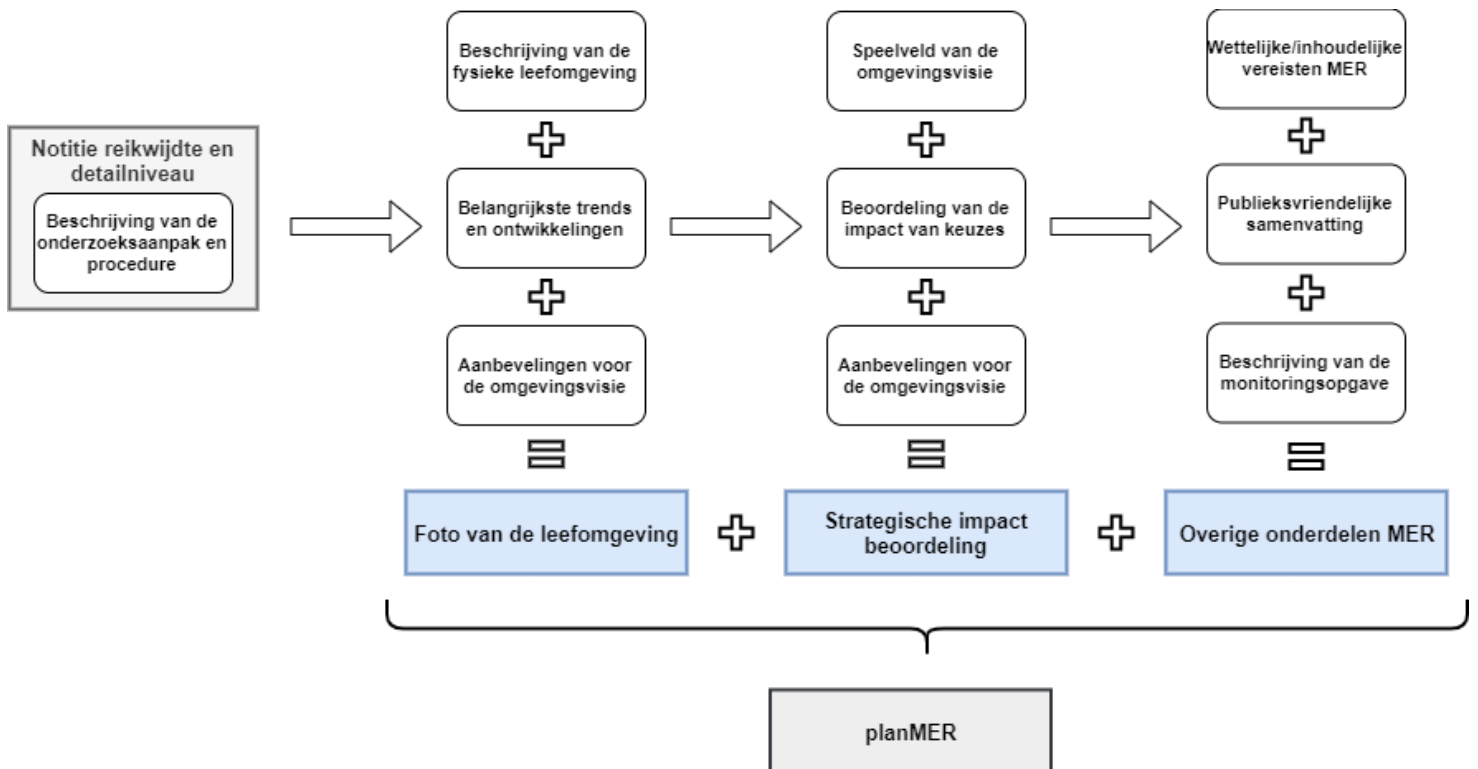 Notitie reikwijdte en
detailniveau
Beschrijving van de
onderzoeksaanpak en
procedure
Beschrijving van de
fysieke leefomgeving
Belangrijkste trends
en ontwikkelingen
Aanbevelingen voor
de omgevingsvisie
Foto van de leefomgeving
Speelveld van de
omgevingsvisie
Beoordeling van de
impact van keuzes
Aanbevelingen voor
de omgevingsvisie
Strategische impact
beoordeling
Wettelijke/inhoudelijke
vereisten MER
Publieksvriendelijke
samenvatting
Beschrijving van de
monitoringsopgave
Overige onderdelen MER
planMER